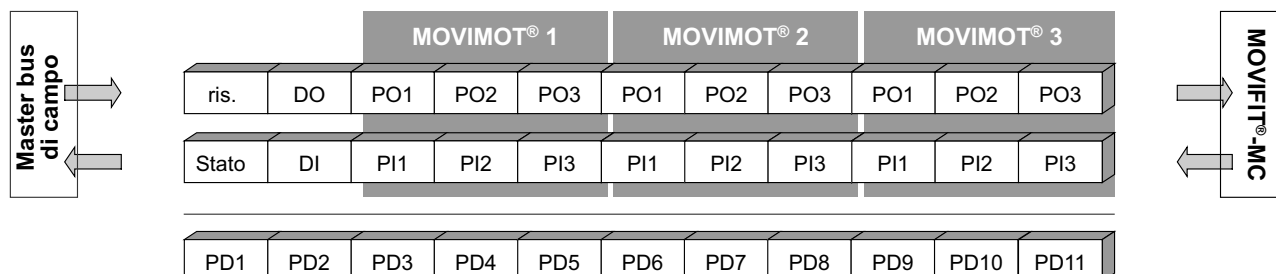 Master bus
di campo
MOVIMOT® 1 MOVIMOT® 2 MOVIMOT® 3
ris. DO PO1 PO2 PO3 PO1 PO2 PO3 PO1 PO2 PO3
Stato DI PI1 PI2 PI3 PI1 PI2 PI3 PI1 PI2 PI3
PD1 PD2 PD3 PD4 PD5 PD6 PD7 PD8 PD9 PD10 PD11
MOVIFIT®-MC